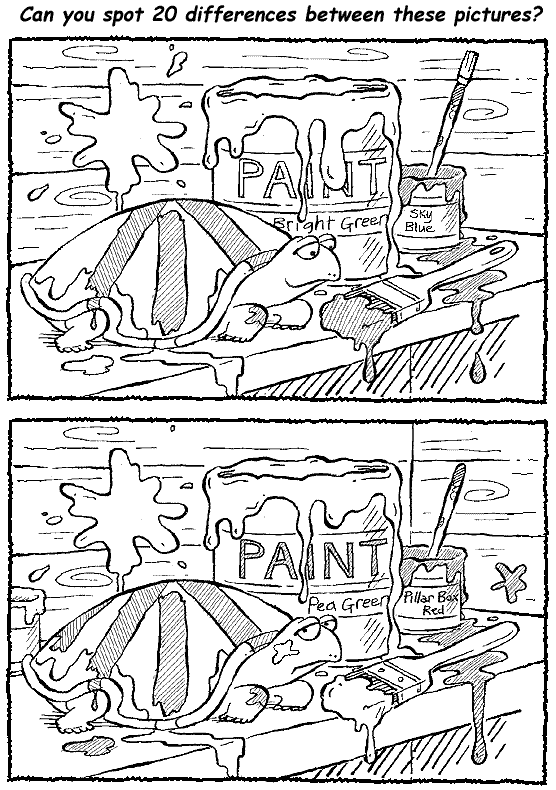 Can you spot 20 differences between these pictures?
PAINT
Bright Green
Sky
Blue
PAINT
Pea Green
Pillar Box
Red